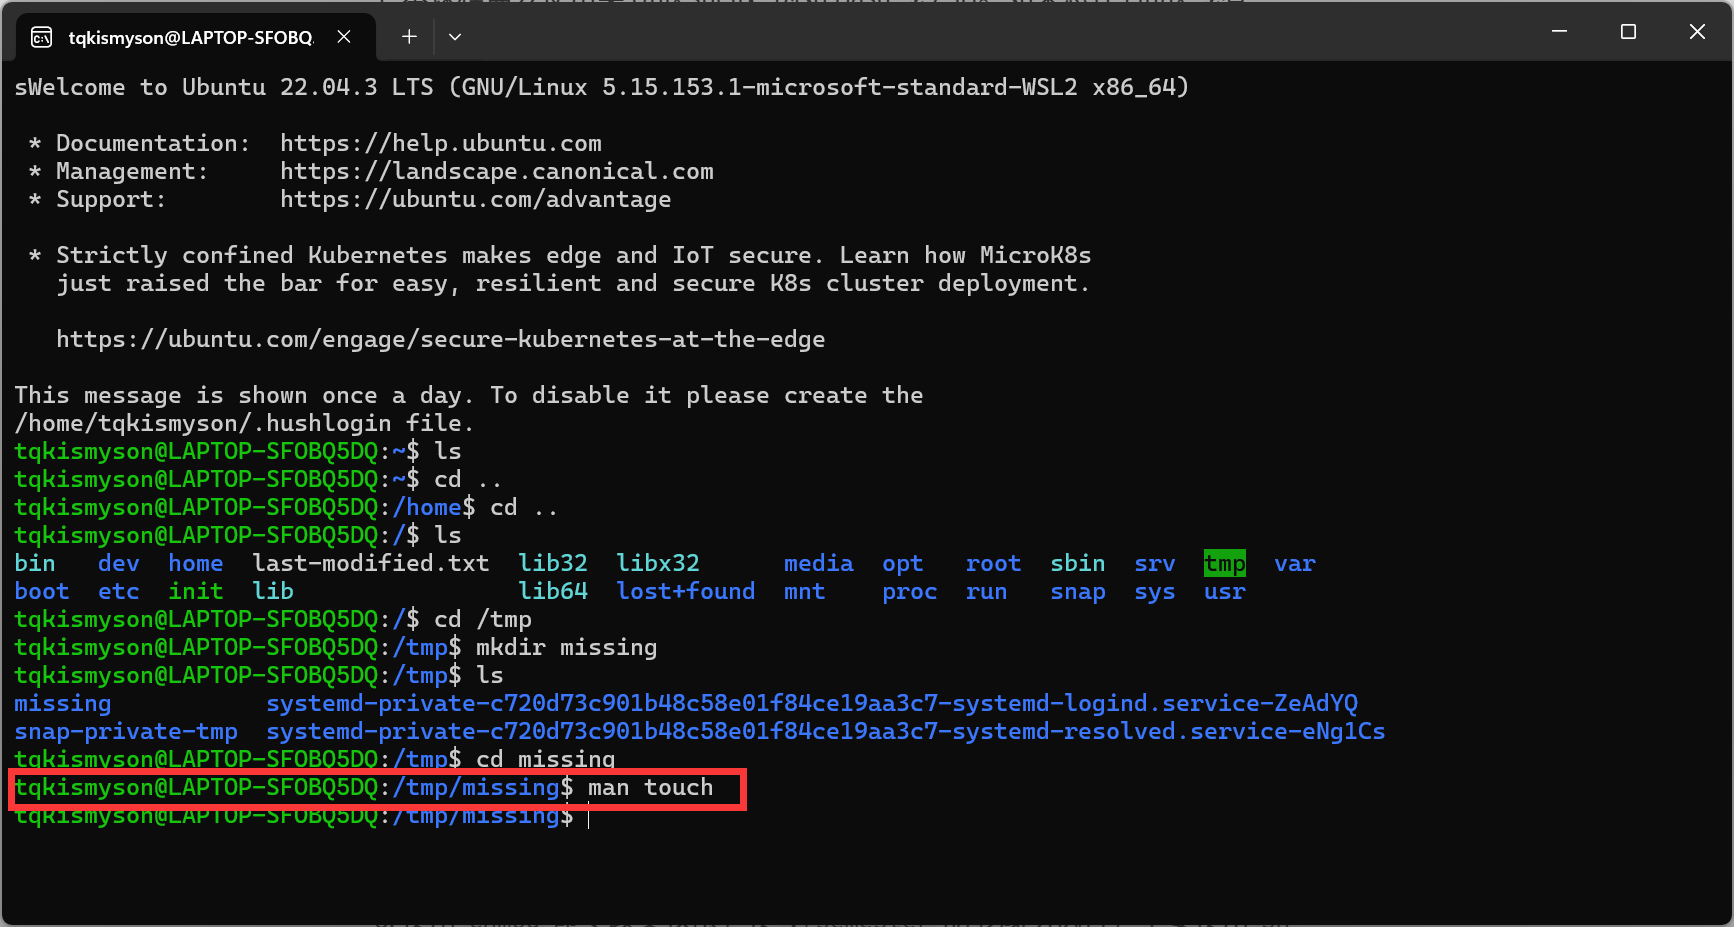 tqkismyson@LAPTOP-SFOBQ
sWelcome to Ubuntu 22.04.3 LTS (GNU/Linux 5.15.153.1-microsoft-standard-WSL2 x86_64)
* Documentation:  https://help.ubuntu.com
* Management:     https://landscape.canonical.com
* Support:        https://ubuntu.com/advantage
* Strictly confined Kubernetes makes edge and IoT secure. Learn how MicroK8s
just raised the bar for easy, resilient and secure K8s cluster deployment.
https://ubuntu.com/engage/secure-kubernetes-at-the-edge
This message is shown once a day. To disable it please create the
/home/tqkismyson/.hushlogin file.
tqkismyson@LAPTOP-SFOBQ5DQ:~$ ls
tqkismyson@LAPTOP-SFOBQ5DQ:~$ cd ..
tqkismyson@LAPTOP-SFOBQ5DQ:/home$ cd ..
tqkismyson@LAPTOP-SFOBQ5DQ:/$ ls
bin   dev  home  last-modified.txt  lib32  libx32      media  opt   root  sbin  srv  tmp  var
boot  etc  init  lib                lib64  lost+found  mnt    proc  run   snap  sys  usr
tqkismyson@LAPTOP-SFOBQ5DQ:/$ cd /tmp
tqkismyson@LAPTOP-SFOBQ5DQ:/tmp$ mkdir missing
tqkismyson@LAPTOP-SFOBQ5DQ:/tmp$ ls
missing           systemd-private-c720d73c901b48c58e01f84ce19aa3c7-systemd-logind.service-ZeAdYQ
snap-private-tmp  systemd-private-c720d73c901b48c58e01f84ce19aa3c7-systemd-resolved.service-eNg1Cs
tqkismyson@LAPTOP-SFOBQ5DQ:/tmp$ cd missing
tqkismyson@LAPTOP-SFOBQ5DQ:/tmp/missing$ man touch
tqkismyson@LAPTOP-SFOBQ5DQ:/tmp/missing$